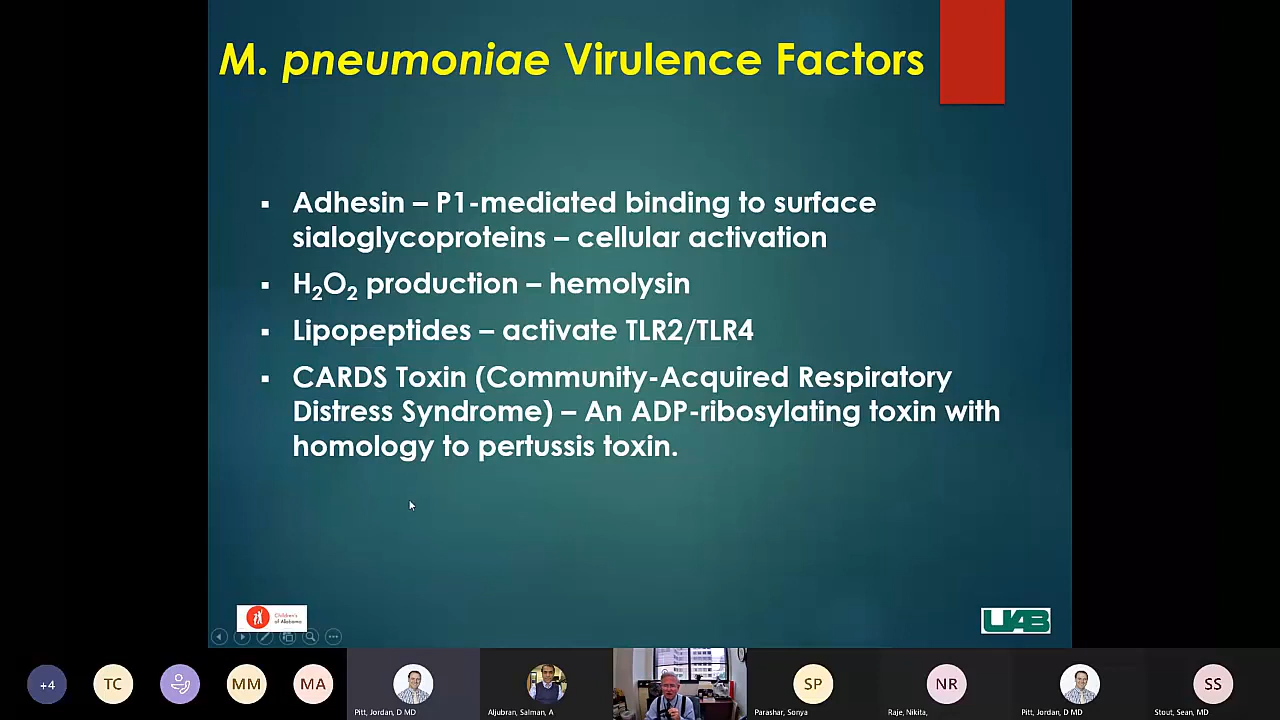 M. pneumoniae Virulence Factors
▪ Adhesin – P1-mediated binding to surface
sialoglycoproteins – cellular activation
▪ H₂O₂ production – hemolysin
▪ Lipopeptides – activate TLR2/TLR4
▪ CARDS Toxin (Community-Acquired Respiratory
Distress Syndrome) – An ADP-ribosylating toxin with
homology to pertussis toxin.
Children's
of Alabama
UAB
+4
TC
MM
MA
SP
NR
SS
Pitt, Jordan, D MD
Aljubran, Salman, A
Parashar, Sonya
Raje, Nikita,
Pitt, Jordan, D MD
Stout, Sean, MD